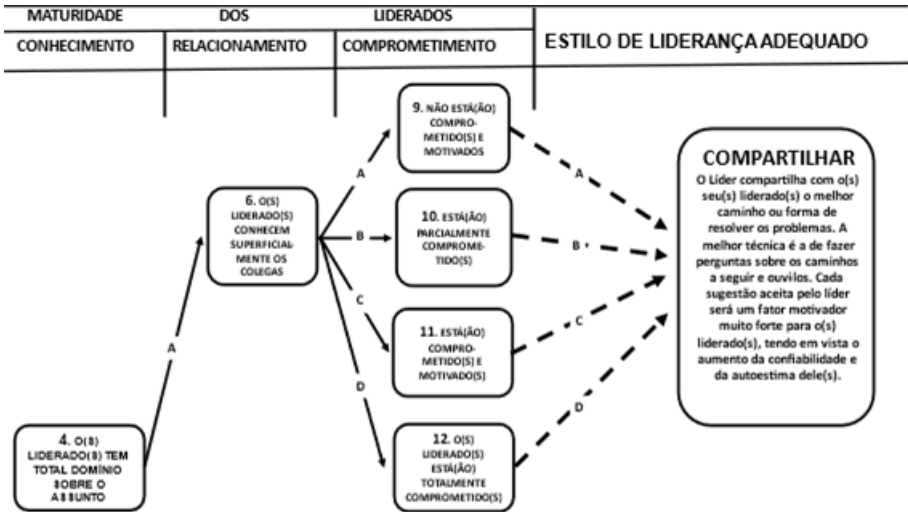 MATURIDADE DOS LIDERADOS
CONHECIMENTO RELACIONAMENTO COMPROMETIMENTO ESTILO DE LIDERANÇA ADEQUADO
9. NÃO ESTÁ(ÃO)
COMPRO-
METIDO(S) E
MOTIVADOS
A
A
6. O(S)
LIDERADO(S)
CONHECEM
SUPERFICIAL-
MENTE OS
COLEGAS
B
10. ESTÁ(ÃO)
PARCIALMENTE
COMPROME-
TIDO(S)
B
COMPARTILHAR
O Líder compartilha com o(s)
seu(s) liderado(s) o melhor
caminho ou forma de
resolver os problemas. A
melhor técnica é a de fazer
perguntas sobre os caminhos
a seguir e ouvilos. Cada
sugestão aceita pelo líder
será um fator motivador
muito forte para o(s)
liderado(s), tendo em vista o
aumento da confiabilidade e
da autoestima dele(s).
C
11. ESTÁ(ÃO)
COMPRO-
METIDO(S) E
MOTIVADO(S)
C
A
D
D
4. O(S)
LIDERADO(S) TEM
TOTAL DOMÍNIO
SOBRE O
ASSUNTO
12. O(S)
LIDERADO(S)
ESTÁ(ÃO)
TOTALMENTE
COMPROMETIDO(S)